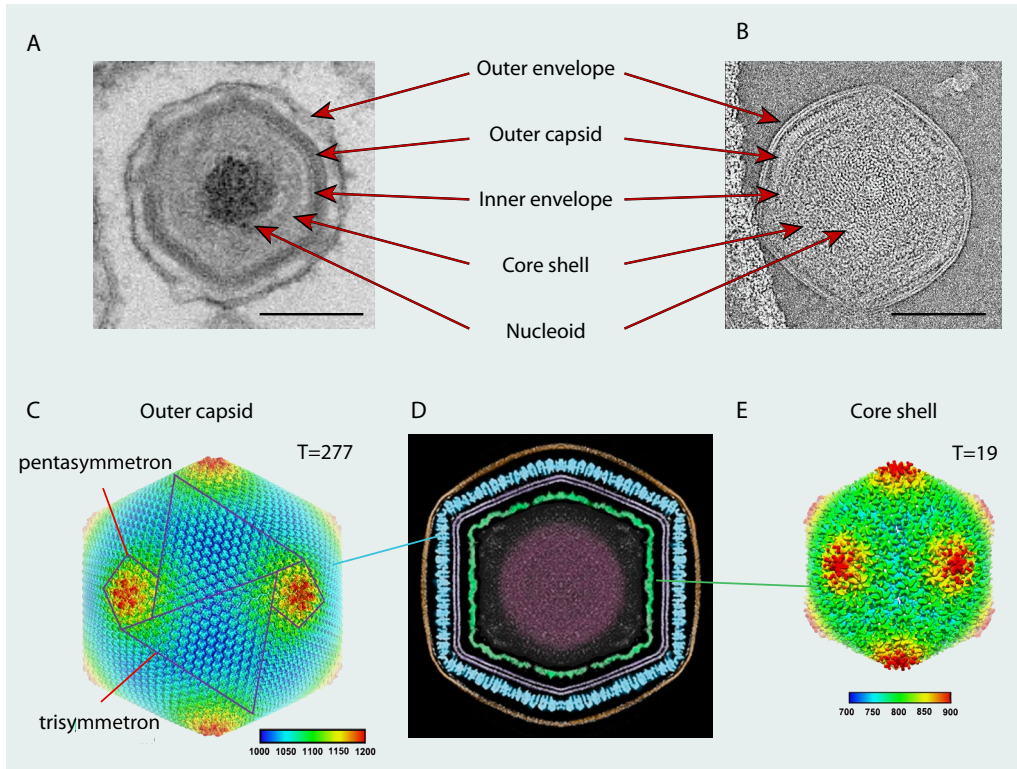 A
B
Outer envelope
Outer capsid
Inner envelope
Core shell
Nucleoid
C
Outer capsid
T=277
pentasymmetron
trisymmetron
1000 1050 1100 1150 1200
D
E
Core shell
T=19
700 750 800 850 900